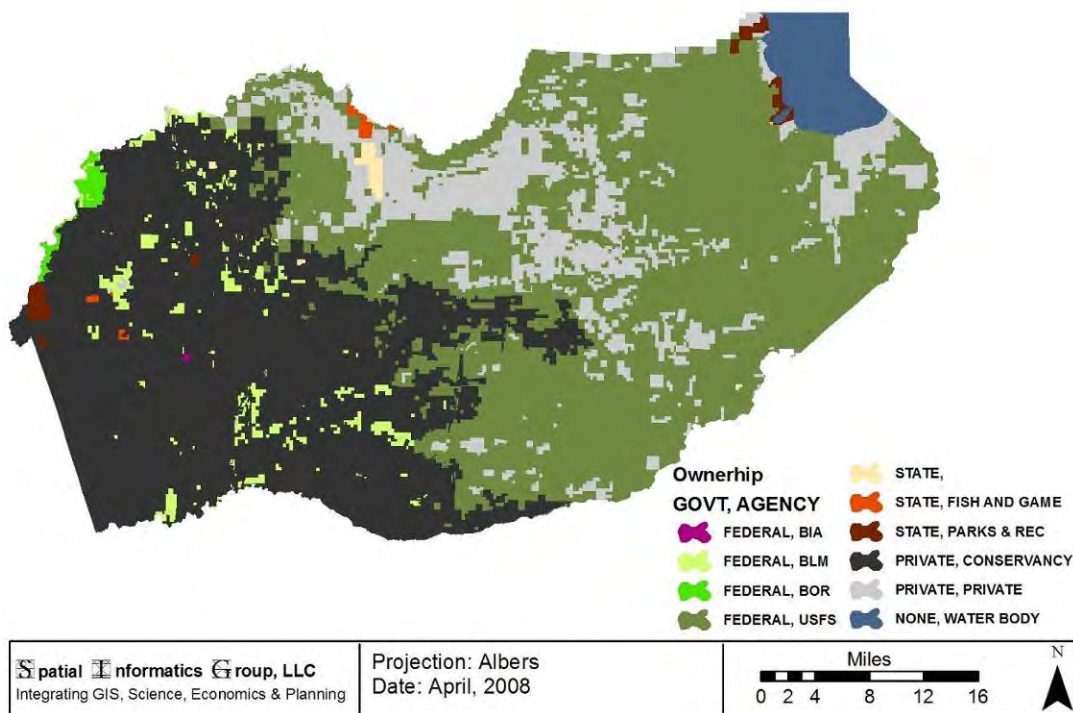 Ownerhip
GOVT, AGENCY
FEDERAL, BIA
FEDERAL, BLM
FEDERAL, BOR
FEDERAL, USFS
STATE,
STATE, FISH AND GAME
STATE, PARKS & REC
PRIVATE, CONSERVANCY
PRIVATE, PRIVATE
NONE, WATER BODY
Spatial Informatics Group, LLC
Integrating GIS, Science, Economics & Planning
Projection: Albers
Date: April, 2008
Miles
0 2 4 8 12 16
N